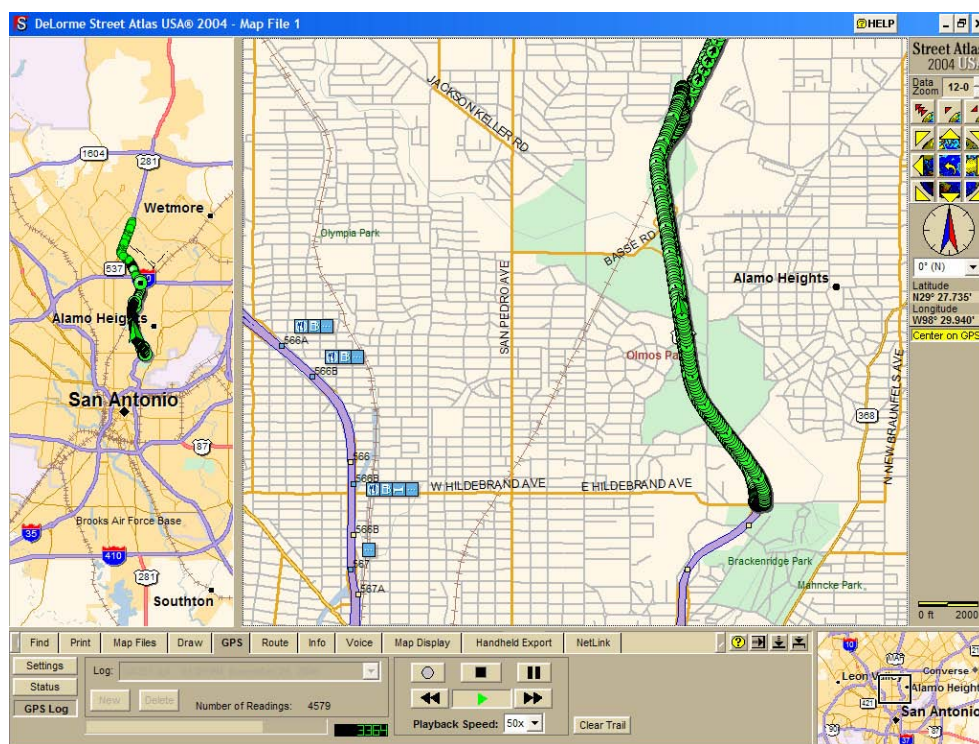 DeLorme Street Atlas USA® 2004 - Map File 1
HELP
1604
281
Wetmore
537
Alamo Heights
San Antonio
87
Brooks Air Force Base
35
410
281
Southton
JACKSON KELLER RD
Olympia Park
SAN PEDRO AVE
BASSE RD
Alamo Heights
Olmos Park
566A
566B
368
N NEW BRAUNFELS AVE
566
566B
W HILDEBRAND AVE
E HILDEBRAND AVE
566B
567
567A
Brackenridge Park
Mahncke Park
Street Atlas
2004 USA
Data
Zoom
12-0
0° (N)
Latitude
N29° 27.735'
Longitude
W98° 29.940'
Center on GPS
0 ft 2000
Find Print Map Files Draw GPS Route Info Voice Map Display Handheld Export NetLink
Settings
Status
GPS Log
Log:
New Delete
Number of Readings: 4579
3364
Playback Speed: 50x
Clear Trail
10
Leon Valley
Converse
Alamo Heights
421
San Antonio
90
37
87